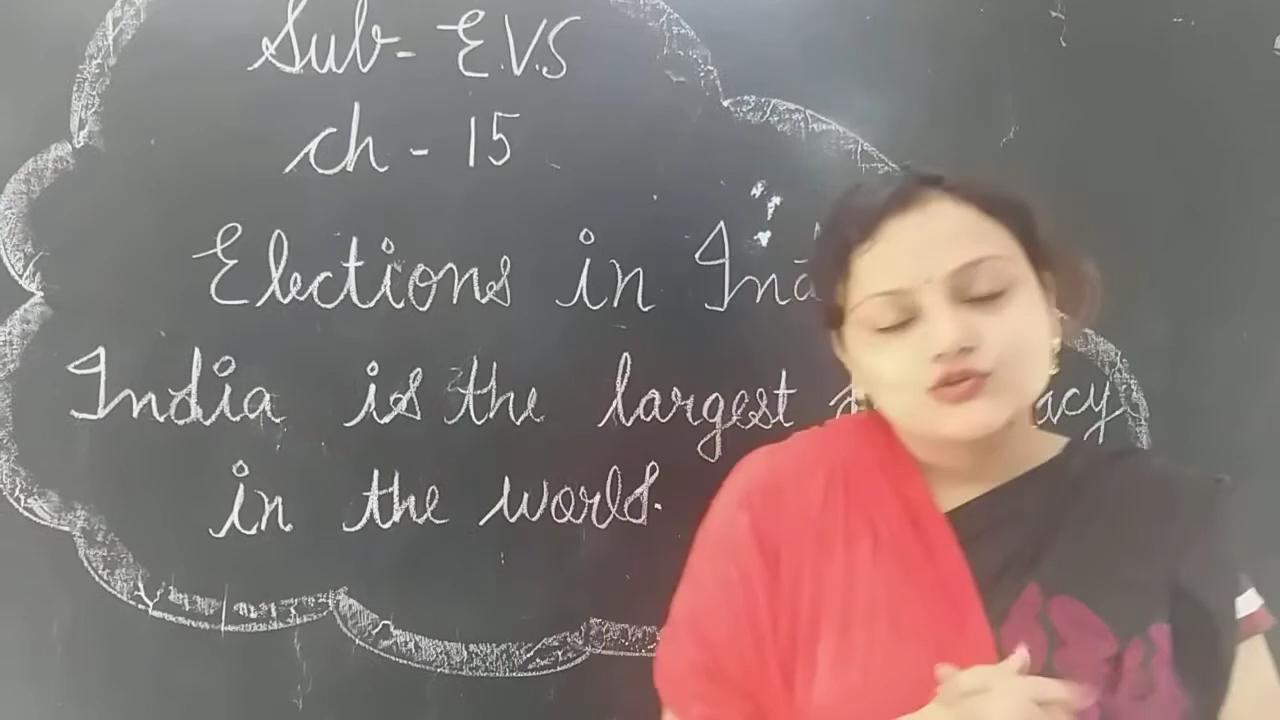 Sub- E.V.S
Ch - 15
Elections in
India is the largest
in the world.